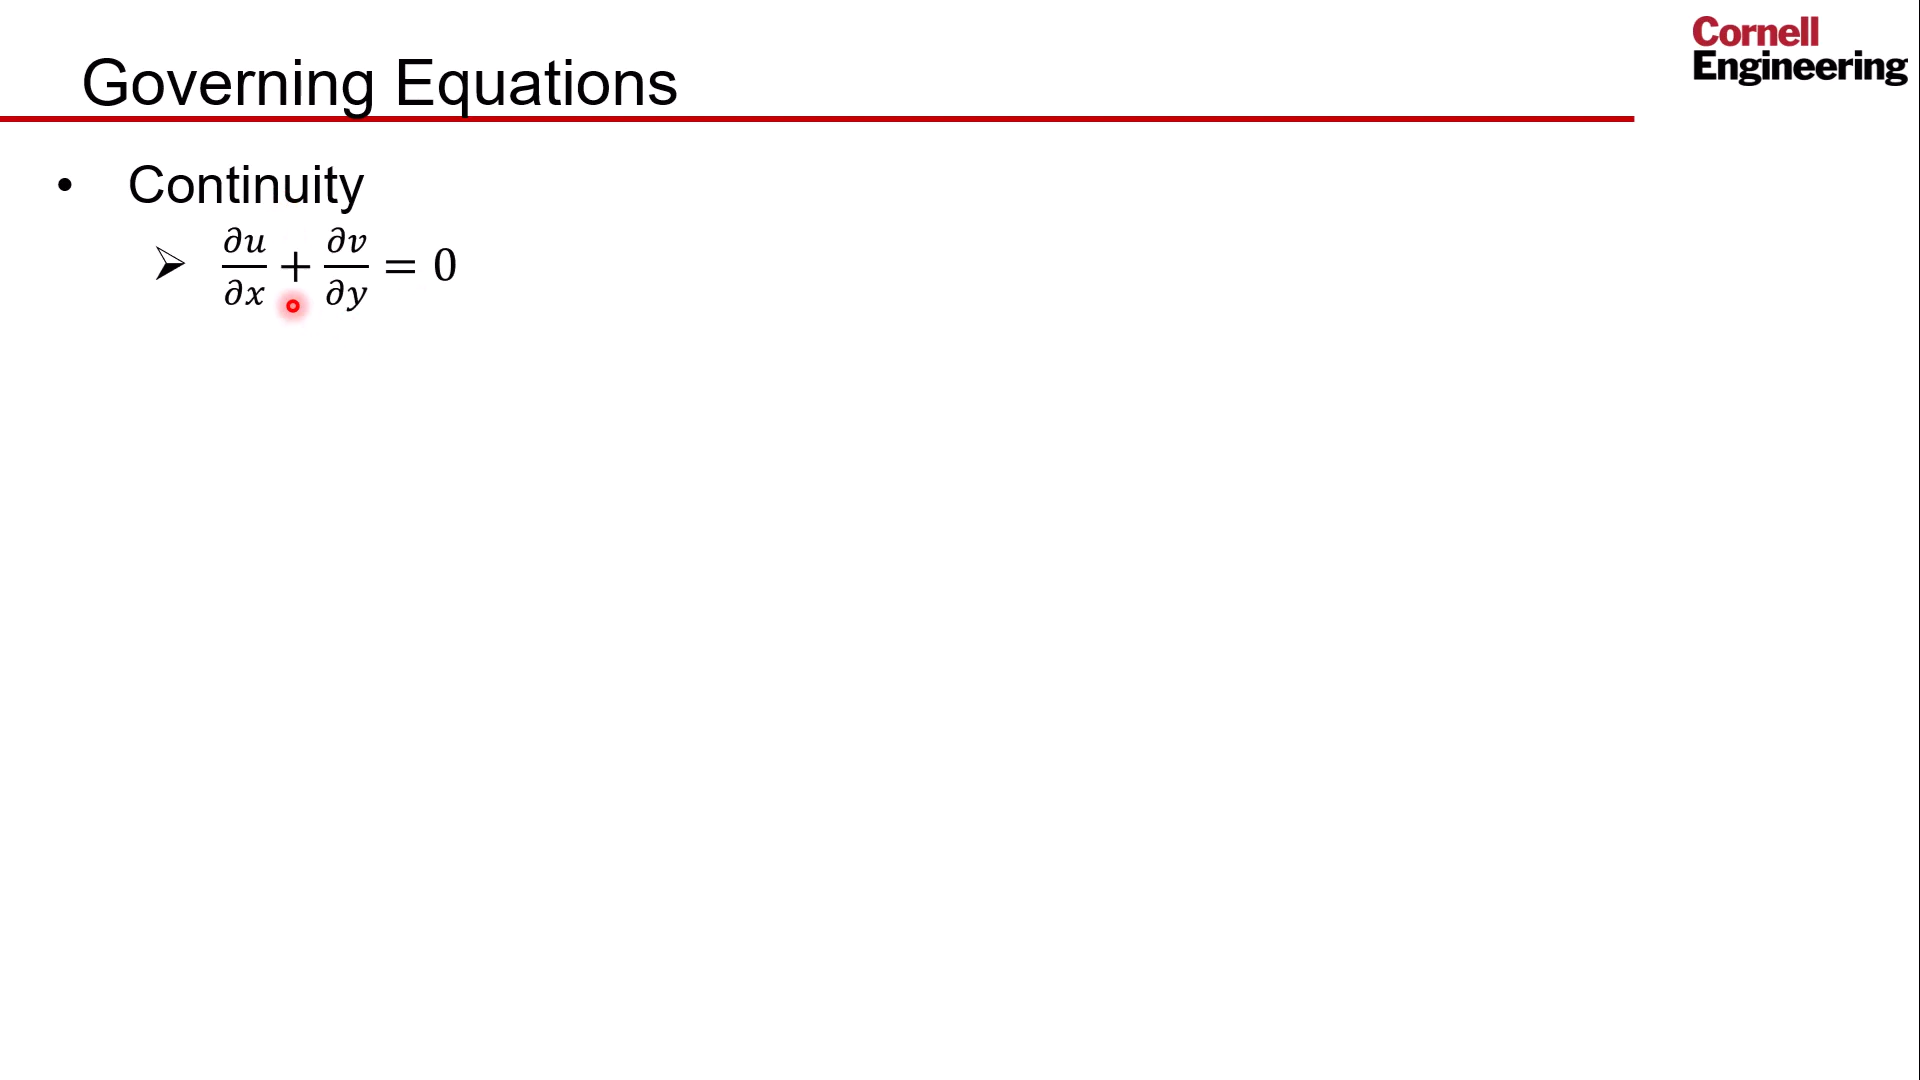 Cornell
Engineering
Governing Equations
• Continuity
➢ ∂u/∂x + ∂v/∂y = 0